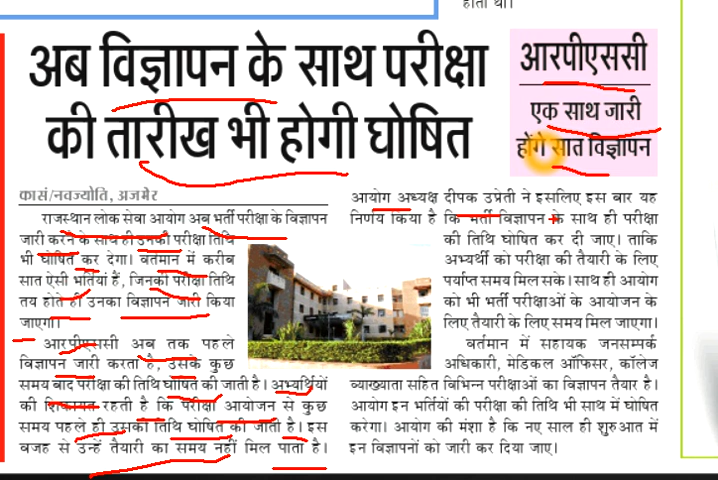 होता था।
अब विज्ञापन के साथ परीक्षा
की तारीख भी होगी घोषित
आरपीएससी
एक साथ जारी
होंगे सात विज्ञापन
कासं/नवज्योति, अजमेर
राजस्थान लोक सेवा आयोग अब भर्ती परीक्षा के विज्ञापन
जारी करने के साथ ही उनकी परीक्षा तिथि
भी घोषित कर देगा। वर्तमान में करीब
सात ऐसी भर्तियां हैं, जिनकी परीक्षा तिथि
तय होते ही उनका विज्ञापन जारी किया
जाएगा।
आरपीएससी अब तक पहले
विज्ञापन जारी करता है, उसके कुछ
समय बाद परीक्षा की तिथि घोषित की जाती है। अभ्यर्थियों
की शिकायत रहती है कि परीक्षा आयोजन से कुछ
समय पहले ही उसकी तिथि घोषित की जाती है। इस
वजह से उन्हें तैयारी का समय नहीं मिल पाता है।
आयोग अध्यक्ष दीपक उप्रेती ने इसलिए इस बार यह
निर्णय किया है कि भर्ती विज्ञापन के साथ ही परीक्षा
की तिथि घोषित कर दी जाए। ताकि
अभ्यर्थी को परीक्षा की तैयारी के लिए
पर्याप्त समय मिल सके। साथ ही आयोग
को भी भर्ती परीक्षाओं के आयोजन के
लिए तैयारी के लिए समय मिल जाएगा।
वर्तमान में सहायक जनसम्पर्क
अधिकारी, मेडिकल ऑफिसर, कॉलेज
व्याख्याता सहित विभिन्न परीक्षाओं का विज्ञापन तैयार है।
आयोग इन भर्तियों की परीक्षा की तिथि भी साथ में घोषित
करेगा। आयोग की मंशा है कि नए साल ही शुरुआत में
इन विज्ञापनों को जारी कर दिया जाए।